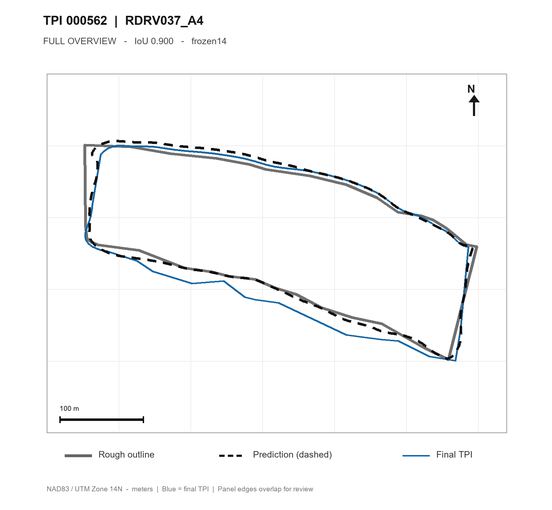 TPI 000562 | RDRV037_A4
FULL OVERVIEW - IoU 0.900 - frozen14
N
100 m
Rough outline Prediction (dashed) Final TPI
NAD83 / UTM Zone 14N - meters | Blue = final TPI | Panel edges overlap for review